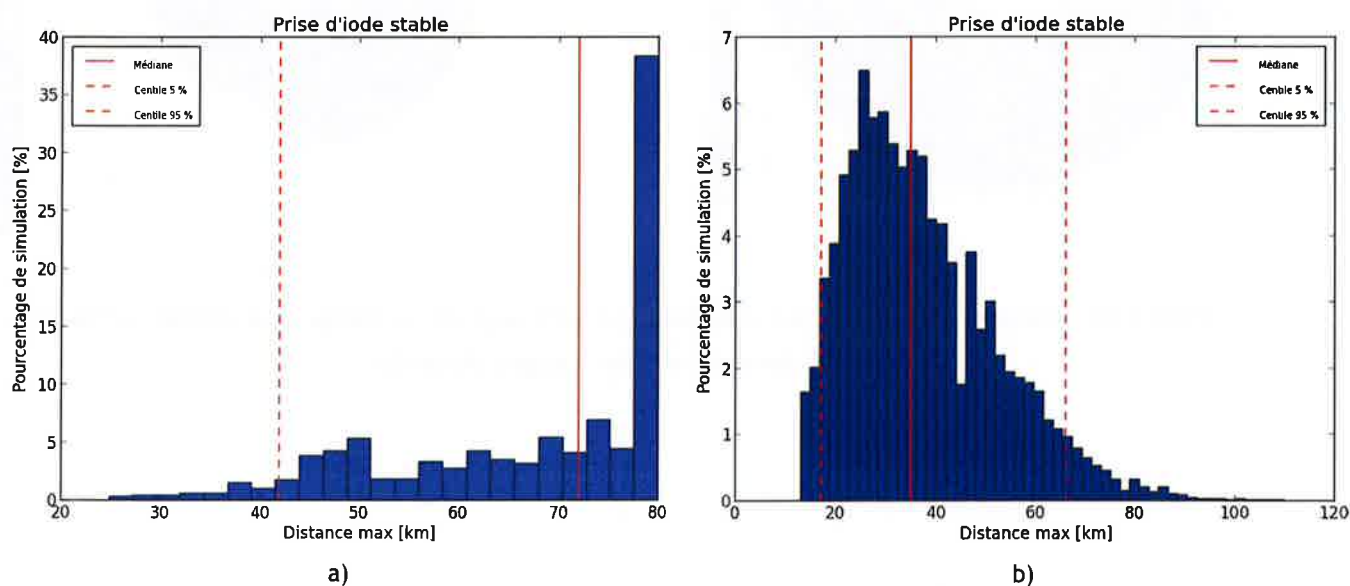 Prise d'iode stable
Médiane
Centile 5 %
Centile 95 %
Pourcentage de simulation [%]
0
5
10
15
20
25
30
35
40
20
30
40
50
60
70
80
Distance max [km]
a)
Prise d'iode stable
Médiane
Centile 5 %
Centile 95 %
Pourcentage de simulation [%]
0
1
2
3
4
5
6
7
0
20
40
60
80
100
120
Distance max [km]
b)